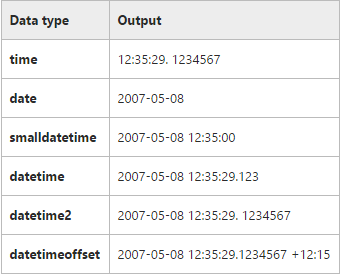 Data type Output
time 12:35:29. 1234567
date 2007-05-08
smalldatetime 2007-05-08 12:35:00
datetime 2007-05-08 12:35:29.123
datetime2 2007-05-08 12:35:29. 1234567
datetimeoffset 2007-05-08 12:35:29.1234567 +12:15